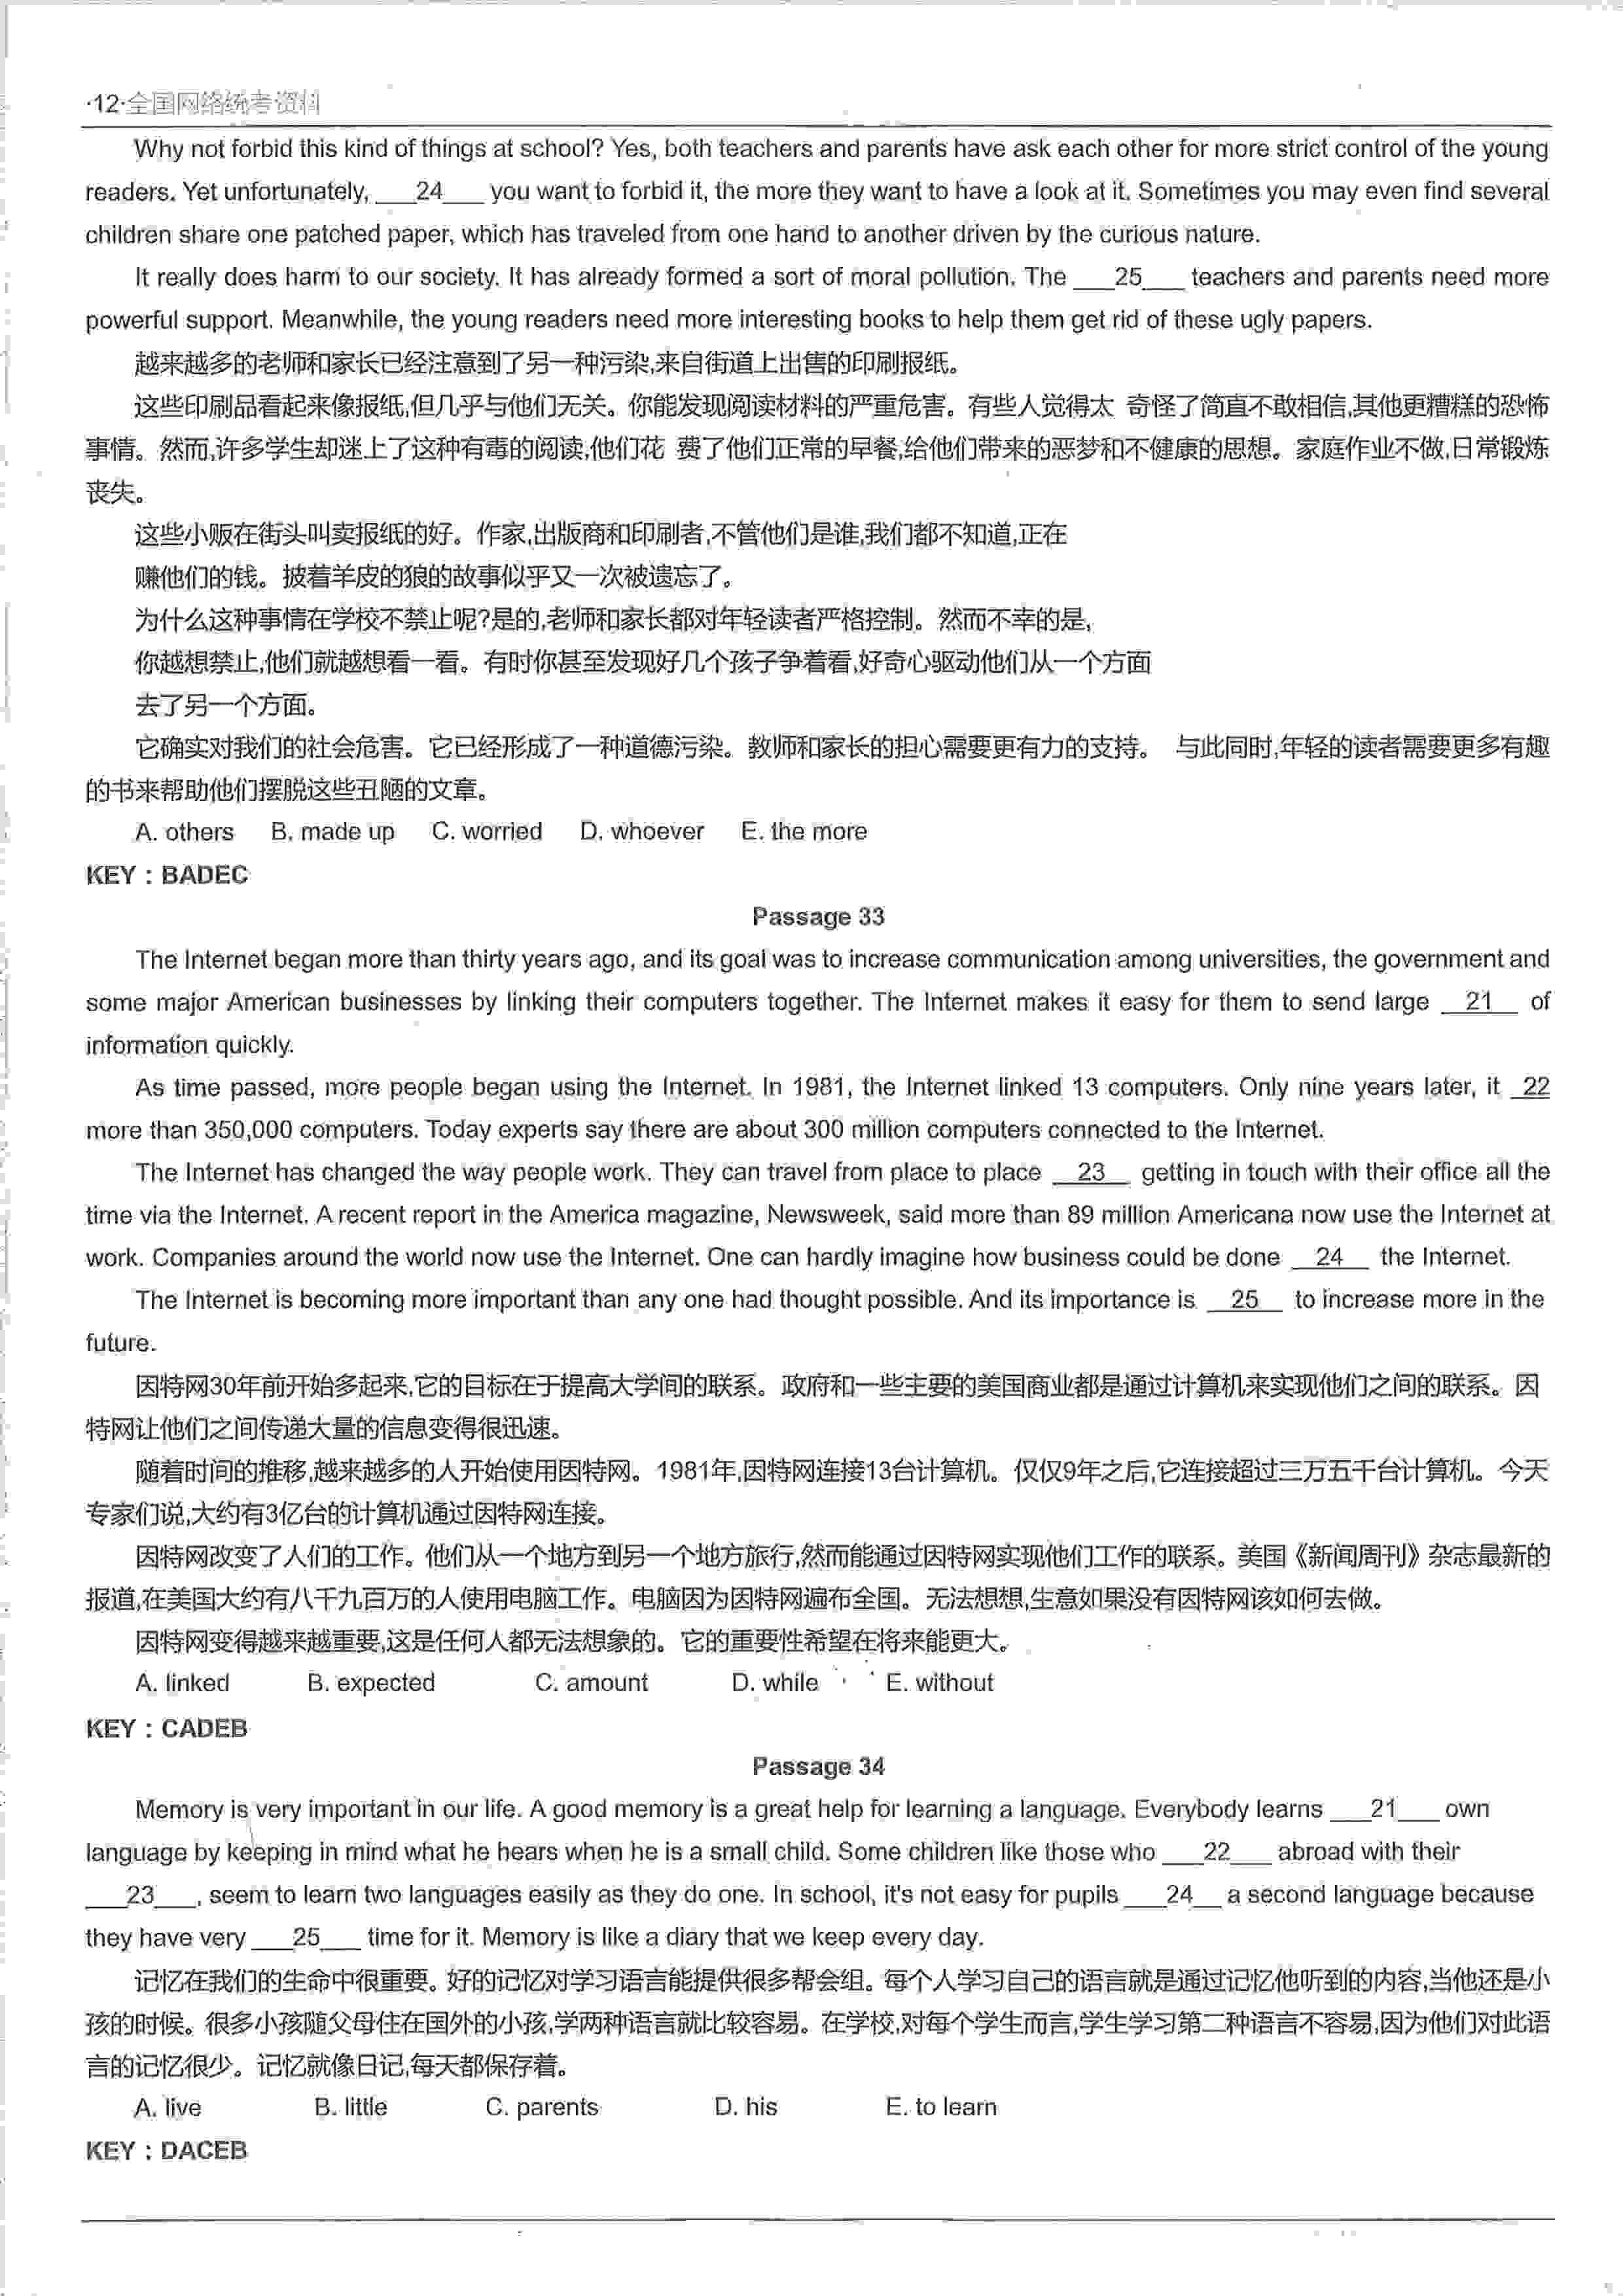 ·12·全国网络统考资料
Why not forbid this kind of things at school? Yes, both teachers and parents have ask each other for more strict control of the young
readers. Yet unfortunately, ___24___ you want to forbid it, the more they want to have a look at it. Sometimes you may even find several
children share one patched paper, which has traveled from one hand to another driven by the curious nature.
It really does harm to our society. It has already formed a sort of moral pollution. The ___25___ teachers and parents need more
powerful support. Meanwhile, the young readers need more interesting books to help them get rid of these ugly papers.
越来越多的老师和家长已经注意到了另一种污染,来自街道上出售的印刷报纸。
这些印刷品看起来像报纸,但几乎与他们无关。你能发现阅读材料的严重危害。有些人觉得太 奇怪了简直不敢相信,其他更糟糕的恐怖
事情。然而,许多学生却迷上了这种有毒的阅读,他们花 费了他们正常的早餐,给他们带来的恶梦和不健康的思想。家庭作业不做,日常锻炼
丧失。
这些小贩在街头叫卖报纸的好。作家,出版商和印刷者,不管他们是谁,我们都不知道,正在
赚他们的钱。披着羊皮的狼的故事似乎又一次被遗忘了。
为什么这种事情在学校不禁止呢?是的,老师和家长都对年轻读者严格控制。然而不幸的是,
你越想禁止,他们就越想看一看。有时你甚至发现好几个孩子争着看,好奇心驱动他们从一个方面
去了另一个方面。
它确实对我们的社会危害。它已经形成了一种道德污染。教师和家长的担心需要更有力的支持。 与此同时,年轻的读者需要更多有趣
的书来帮助他们摆脱这些丑陋的文章。
A. others B. made up C. worried D. whoever E. the more
KEY：BADEC
Passage 33
The Internet began more than thirty years ago, and its goal was to increase communication among universities, the government and
some major American businesses by linking their computers together. The Internet makes it easy for them to send large __21__ of
information quickly.
As time passed, more people began using the Internet. In 1981, the Internet linked 13 computers. Only nine years later, it _22
more than 350,000 computers. Today experts say there are about 300 million computers connected to the Internet.
The Internet has changed the way people work. They can travel from place to place __23__ getting in touch with their office all the
time via the Internet. A recent report in the America magazine, Newsweek, said more than 89 million Americana now use the Internet at
work. Companies around the world now use the Internet. One can hardly imagine how business could be done __24__ the Internet.
The Internet is becoming more important than any one had thought possible. And its importance is __25__ to increase more in the
future.
因特网30年前开始多起来,它的目标在于提高大学间的联系。政府和一些主要的美国商业都是通过计算机来实现他们之间的联系。因
特网让他们之间传递大量的信息变得很迅速。
随着时间的推移,越来越多的人开始使用因特网。1981年,因特网连接13台计算机。仅仅9年之后,它连接超过三万五千台计算机。今天
专家们说,大约有3亿台的计算机通过因特网连接。
因特网改变了人们的工作。他们从一个地方到另一个地方旅行,然而能通过因特网实现他们工作的联系。美国《新闻周刊》杂志最新的
报道,在美国大约有八千九百万的人使用电脑工作。电脑因为因特网遍布全国。无法想想,生意如果没有因特网该如何去做。
因特网变得越来越重要,这是任何人都无法想象的。它的重要性希望在将来能更大。
A. linked B. expected C. amount D. while E. without
KEY：CADEB
Passage 34
Memory is very important in our life. A good memory is a great help for learning a language. Everybody learns ___21___ own
language by keeping in mind what he hears when he is a small child. Some children like those who ___22___ abroad with their
___23___, seem to learn two languages easily as they do one. In school, it's not easy for pupils ___24__ a second language because
they have very ___25___ time for it. Memory is like a diary that we keep every day.
记忆在我们的生命中很重要。好的记忆对学习语言能提供很多帮会组。每个人学习自己的语言就是通过记忆他听到的内容,当他还是小
孩的时候。很多小孩随父母住在国外的小孩,学两种语言就比较容易。在学校,对每个学生而言,学生学习第二种语言不容易,因为他们对此语
言的记忆很少。记忆就像日记,每天都保存着。
A. live B. little C. parents D. his E. to learn
KEY：DACEB